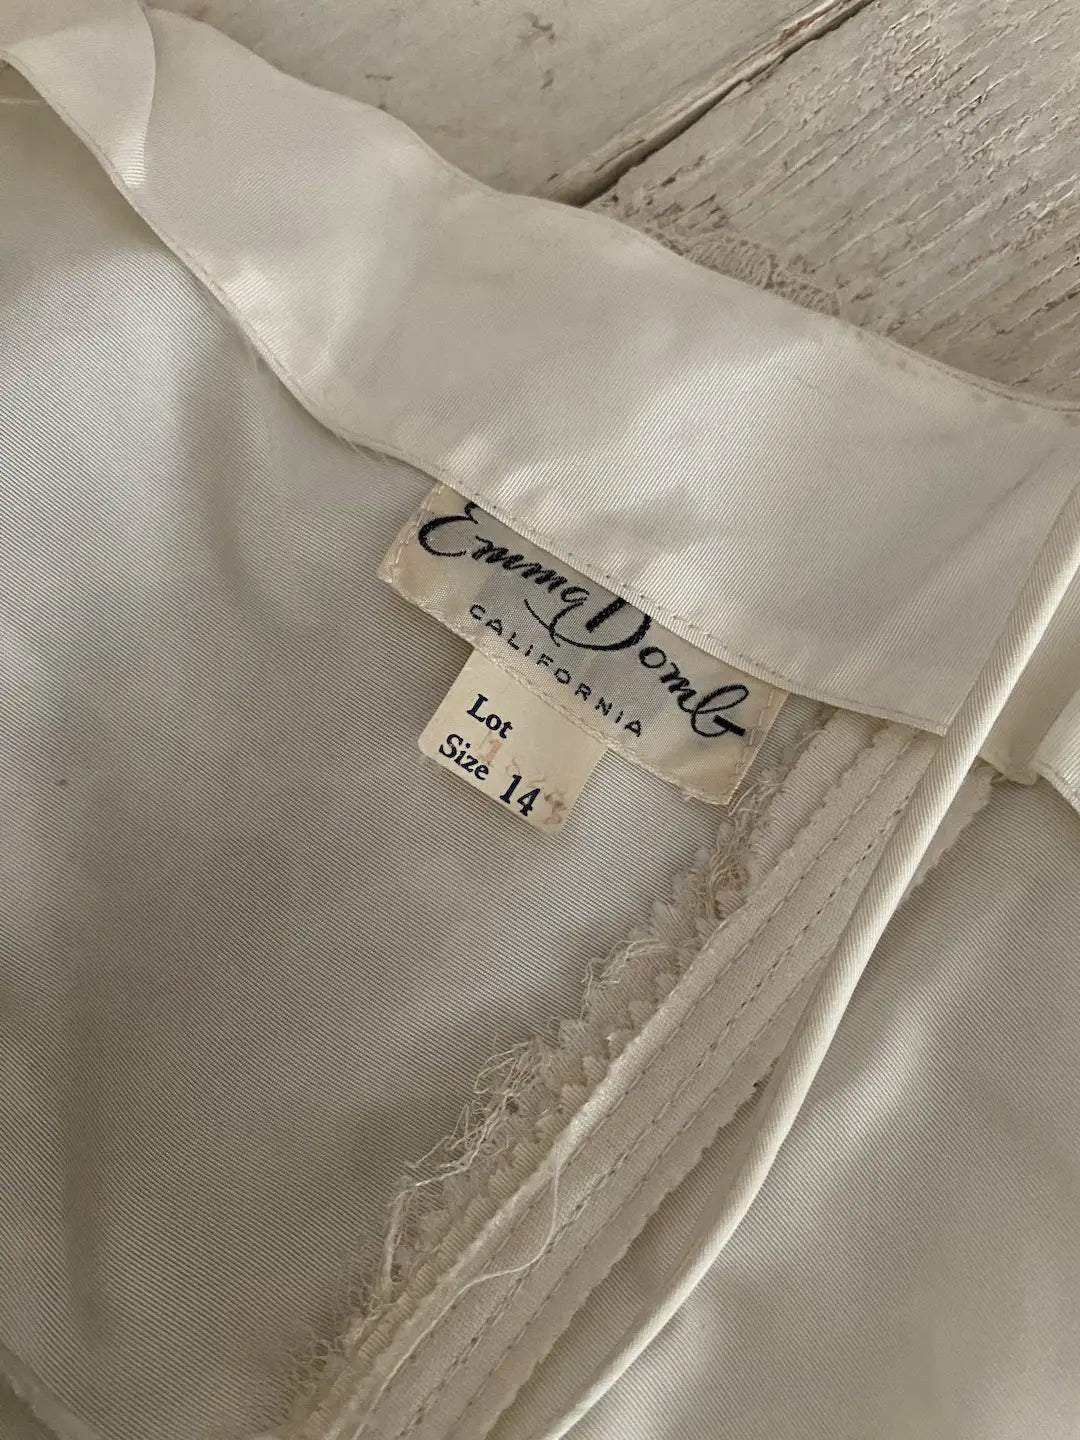 Emma Domb
CALIFORNIA
Lot
Size 14